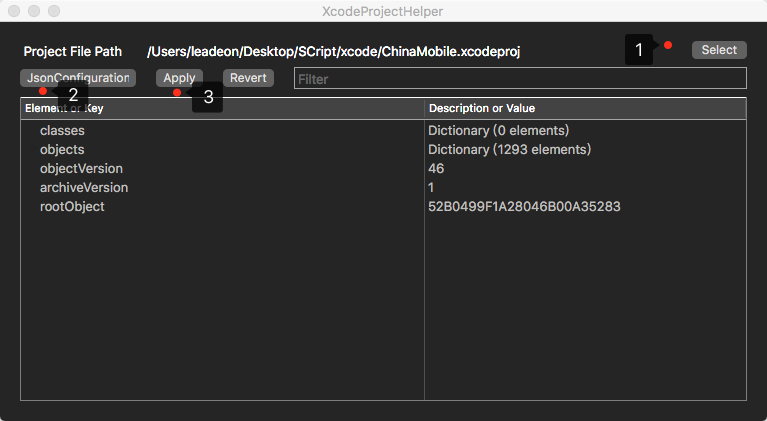 XcodeProjectHelper
Project File Path /Users/leadeon/Desktop/SCript/xcode/ChinaMobile.xcodeproj 1 Select
JsonConfiguration Apply Revert Filter
2 3
Element or Key Description or Value
classes Dictionary (0 elements)
objects Dictionary (1293 elements)
objectVersion 46
archiveVersion 1
rootObject 52B0499F1A28046B00A35283